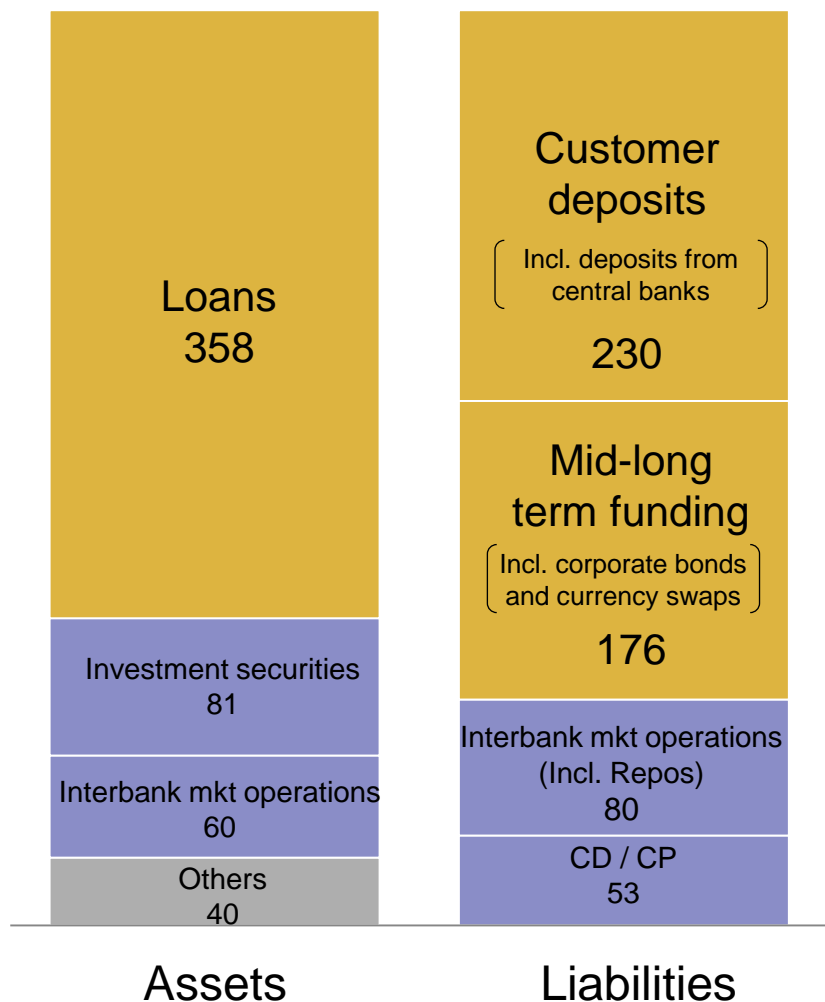 Loans
358
Investment securities
81
Interbank mkt operations
60
Others
40
Assets
Customer
deposits
Incl. deposits from
central banks
230
Mid-long
term funding
Incl. corporate bonds
and currency swaps
176
Interbank mkt operations
(Incl. Repos)
80
CD / CP
53
Liabilities